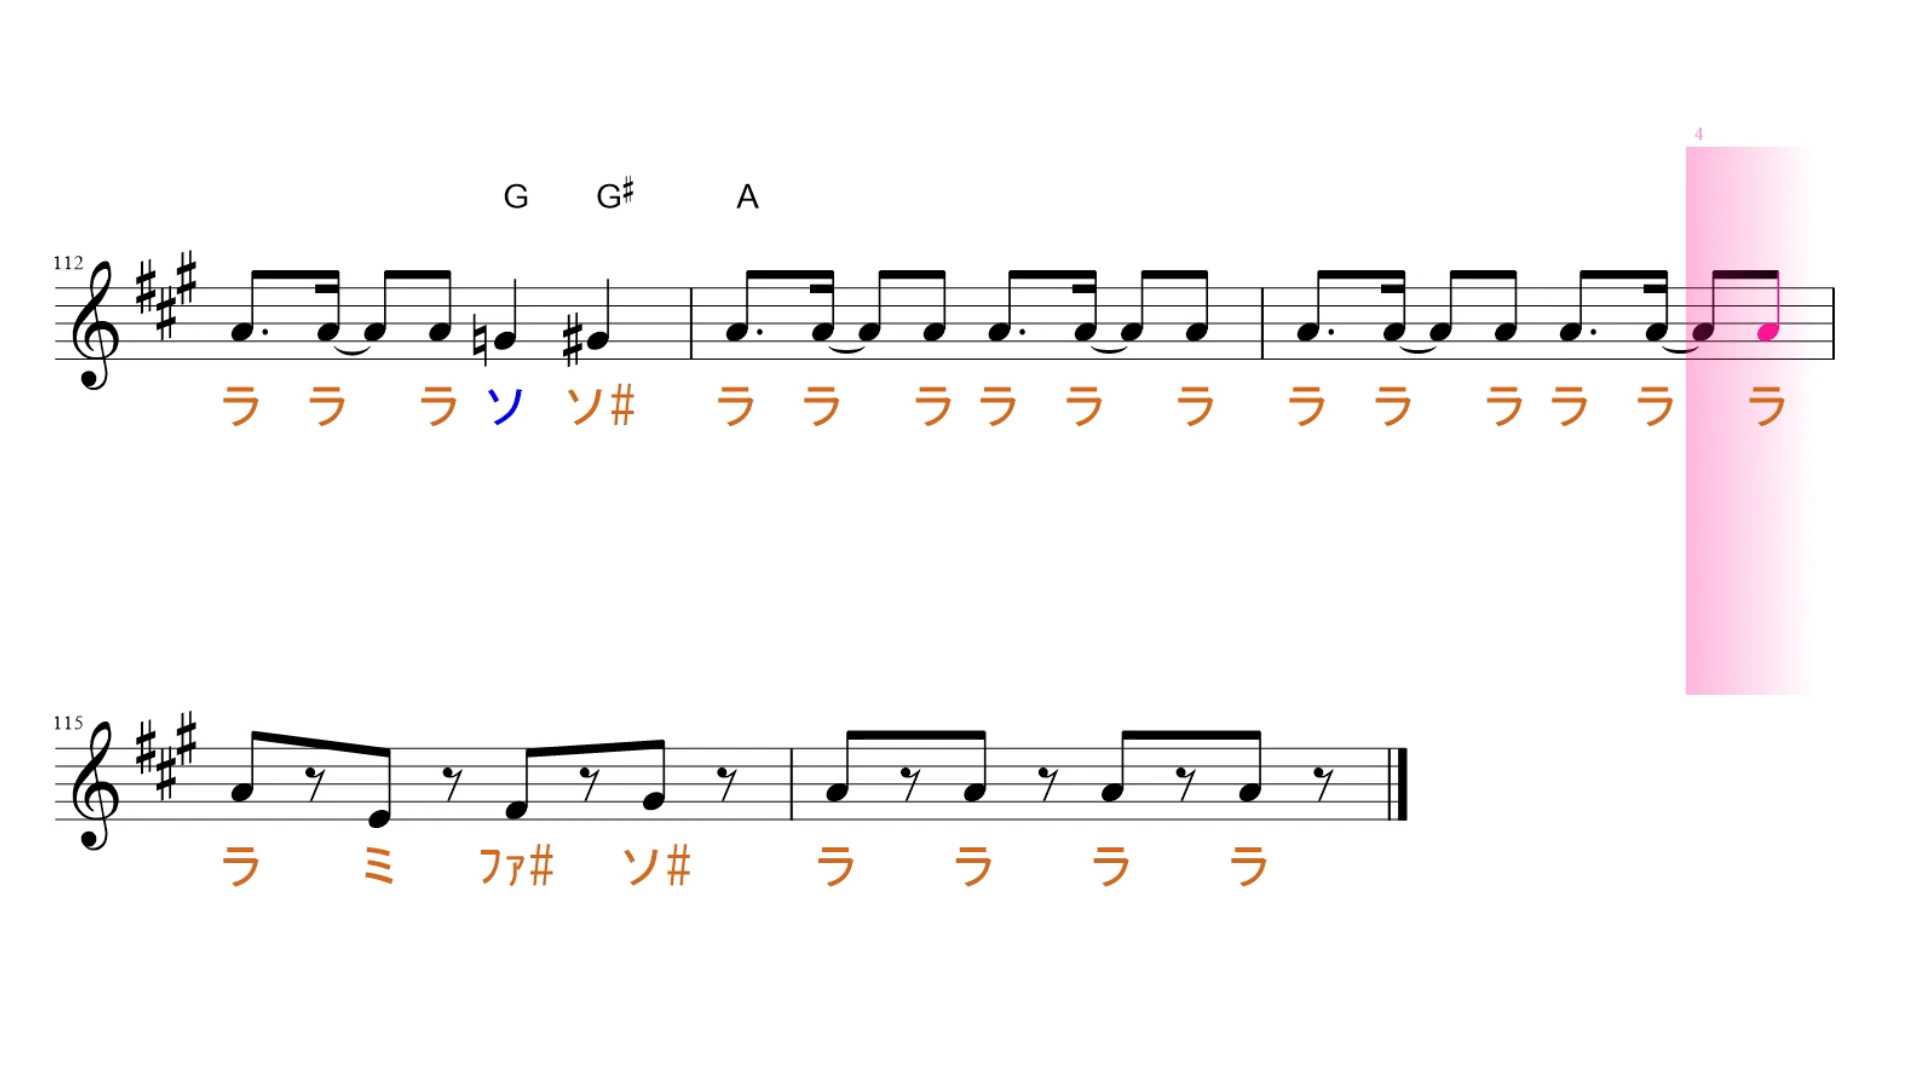 4
G G♯ A
112
ラ ラ ラ ソ ソ# ラ ラ ラ ラ ラ ラ ラ ラ ラ ラ ラ ラ
115
ラ ミ ファ# ソ# ラ ラ ラ ラ